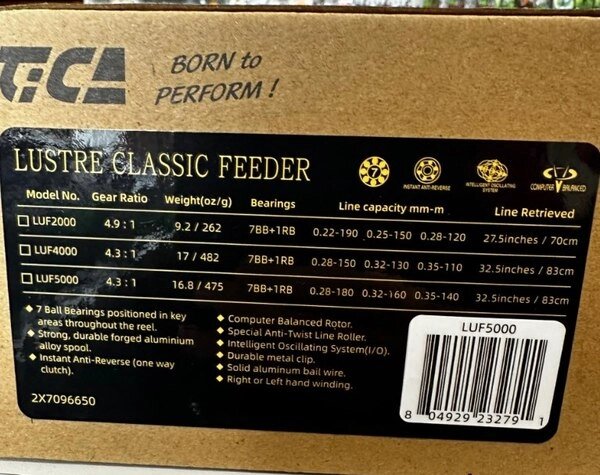 TiCA
BORN to
PERFORM !
LUSTRE CLASSIC FEEDER
7
INSTANT ANTI-REVERSE
INTELLIGENT OSCILLATING
SYSTEM
COMPUTER BALANCED
Model No. Gear Ratio Weight(oz/g) Bearings Line capacity mm-m Line Retrieved
LUF2000 4.9 : 1 9.2 / 262 7BB+1RB 0.22-190 0.25-150 0.28-120 27.5inches / 70cm
LUF4000 4.3 : 1 17 / 482 7BB+1RB 0.28-150 0.32-130 0.35-110 32.5inches / 83cm
LUF5000 4.3 : 1 16.8 / 475 7BB+1RB 0.28-180 0.32-160 0.35-140 32.5inches / 83cm
7 Ball Bearings positioned in key
areas throughout the reel.
Strong, durable forged aluminium
alloy spool.
Instant Anti-Reverse (one way
clutch).
Computer Balanced Rotor.
Special Anti-Twist Line Roller.
Intelligent Oscillating System(I/O).
Durable metal clip.
Solid aluminum bail wire.
Right or Left hand winding.
2X7096650
LUF5000
8 04929 23279 1